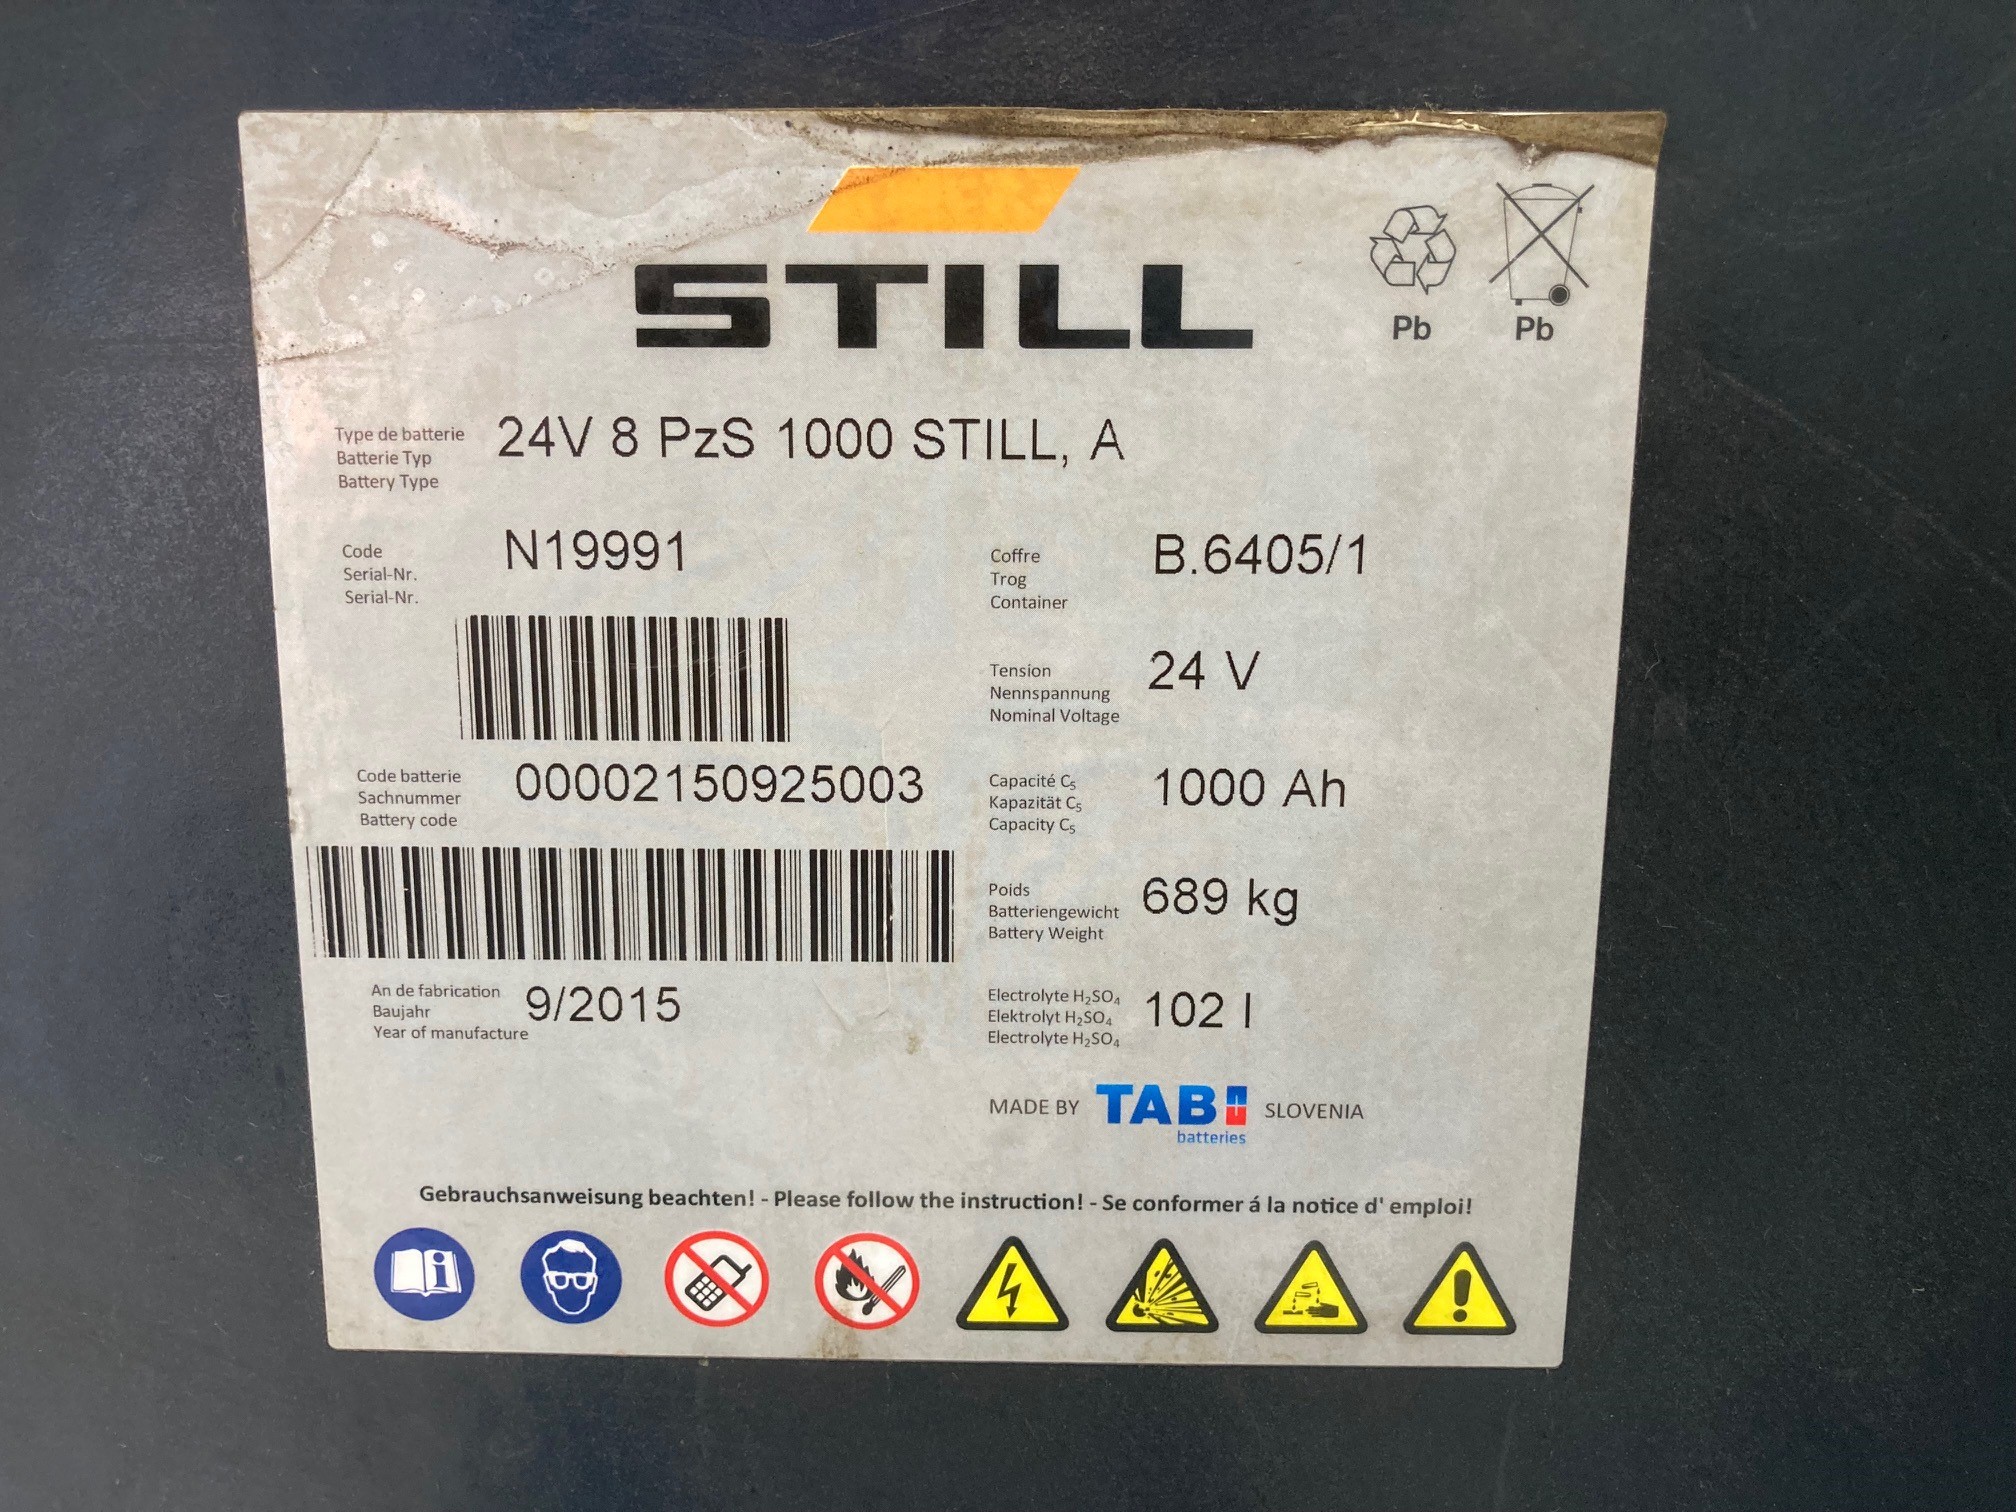 STILL
Pb Pb
Type de batterie
Batterie Typ
Battery Type
24V 8 PzS 1000 STILL, A
Code
Serial-Nr.
Serial-Nr.
N19991
Coffre
Trog
Container
B.6405/1
Tension
Nennspannung
Nominal Voltage
24 V
Code batterie
Sachnummer
Battery code
00002150925003
Capacité C₅
Kapazität C₅
Capacity C₅
1000 Ah
Poids
Batteriengewicht
Battery Weight
689 kg
An de fabrication
Baujahr
Year of manufacture
9/2015
Electrolyte H₂SO₄
Elektrolyt H₂SO₄
Electrolyte H₂SO₄
102 l
MADE BY TAB batteries SLOVENIA
Gebrauchsanweisung beachten! - Please follow the instruction! - Se conformer á la notice d' emploi!